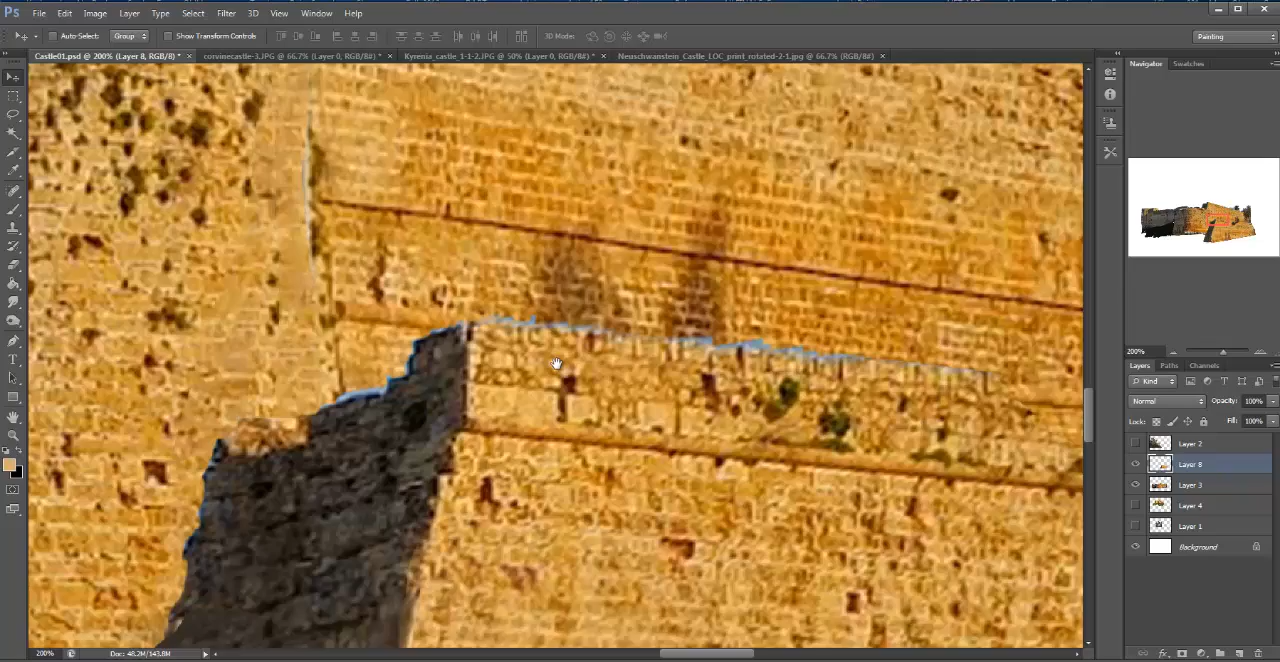 Ps File Edit Image Layer Type Select Filter 3D View Window Help
Auto-Select: Group Show Transform Controls 3D Mode: Painting
Castle01.psd @ 200% (Layer 8, RGB/8*) * × corvinecastle-3.JPG @ 66.7% (Layer 0, RGB/8#) * × Kyrenia_castle_1-1-2.JPG @ 50% (Layer 0, RGB/8#) * × Neuschwanstein_Castle_LOC_print_rotated-2-1.jpg @ 66.7% (RGB/8#) ×
Navigator Swatches
200%
Layers Paths Channels
Kind
Normal Opacity: 100%
Lock: Fill: 100%
Layer 2
Layer 8
Layer 3
Layer 4
Layer 1
Background
200% Doc: 48.2M/143.8M